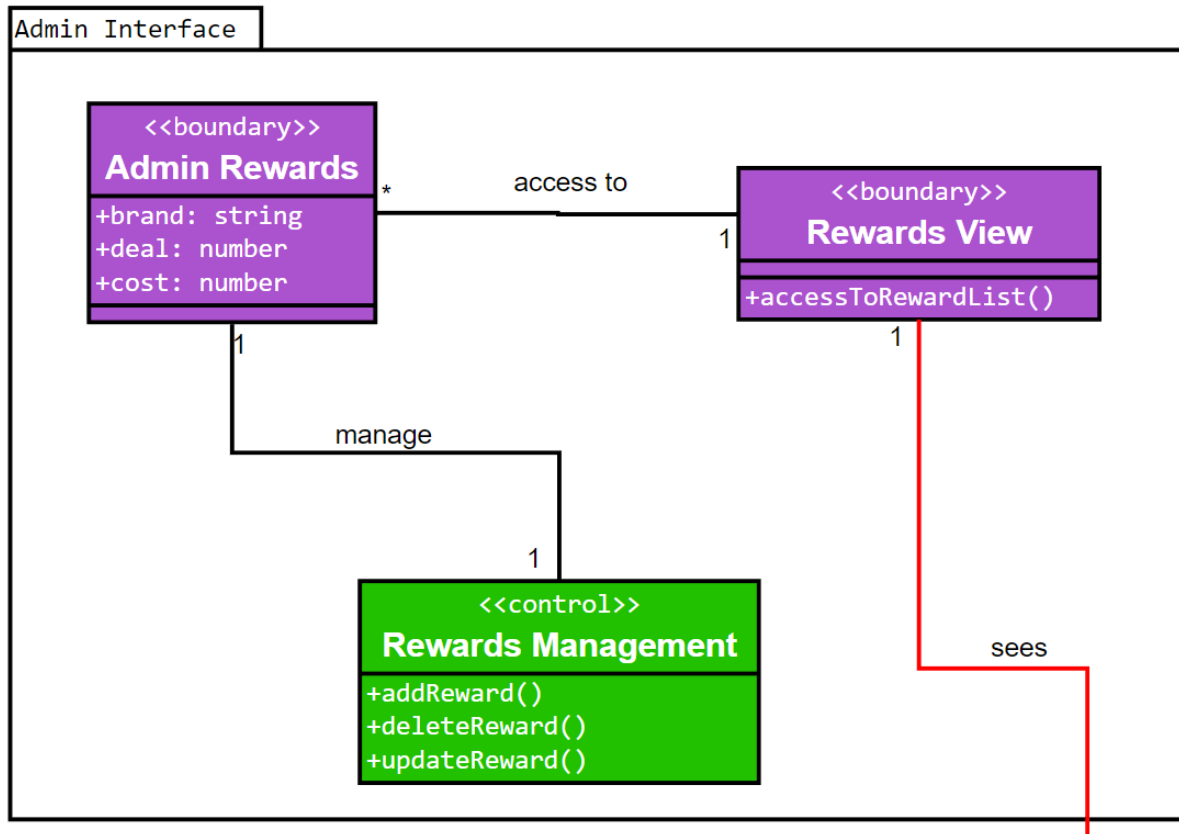 Admin Interface
<<boundary>>
Admin Rewards
+brand: string
+deal: number
+cost: number
*
access to
1
<<boundary>>
Rewards View
+accessToRewardList()
1
1
manage
1
<<control>>
Rewards Management
+addReward()
+deleteReward()
+updateReward()
sees